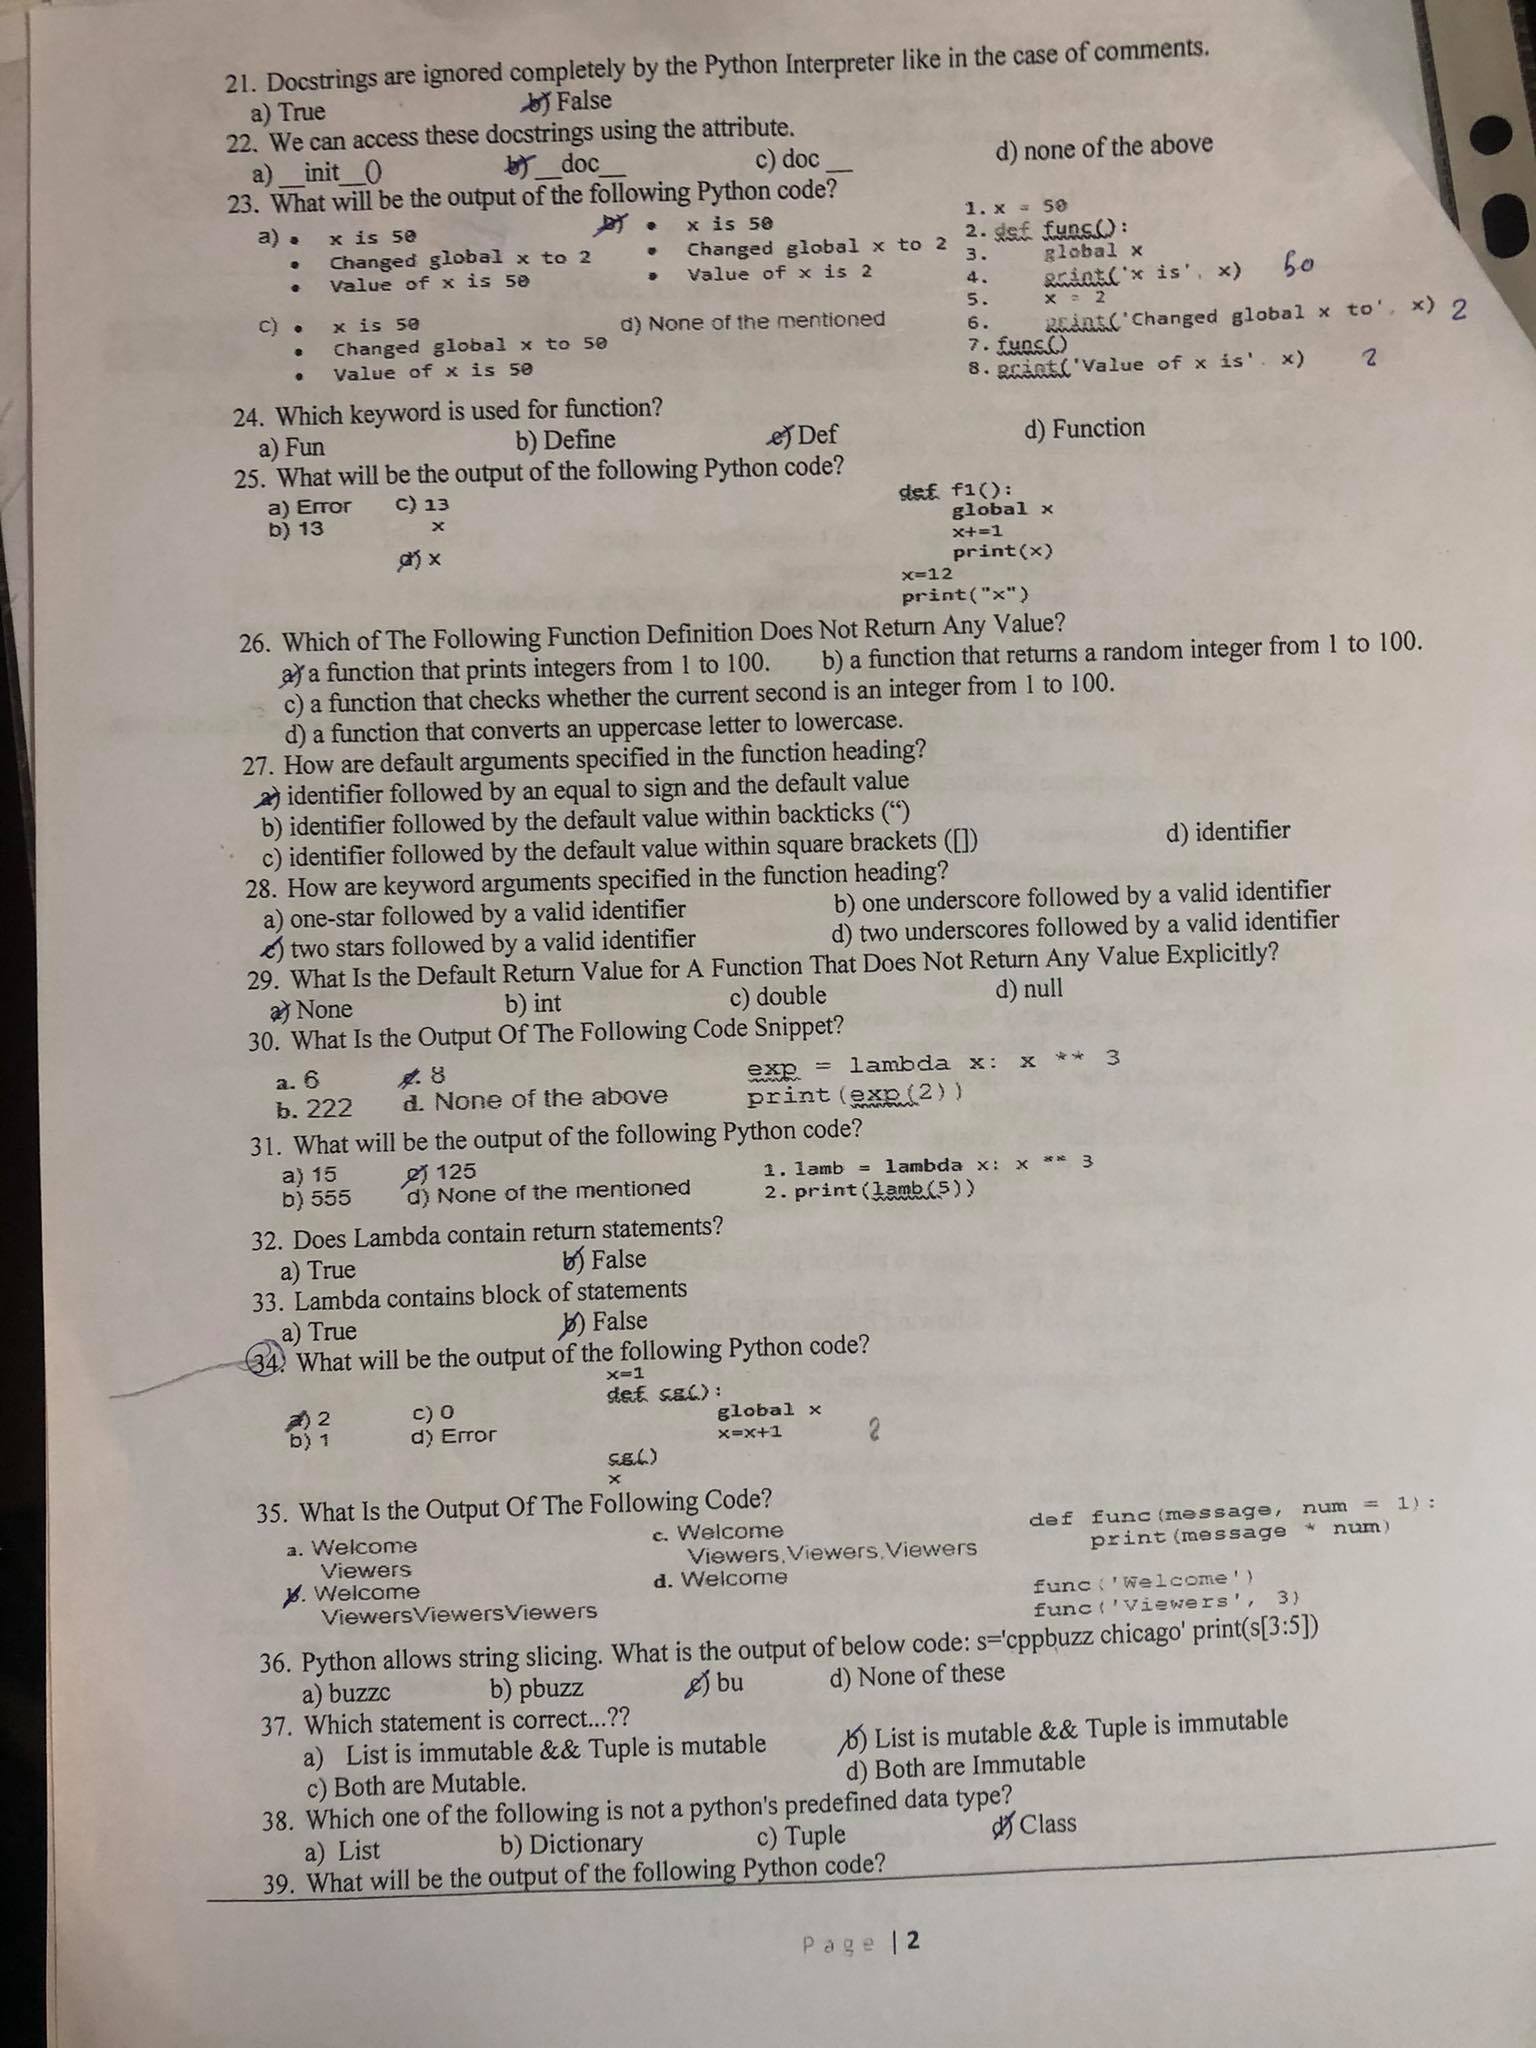 21. Docstrings are ignored completely by the Python Interpreter like in the case of comments.
a) True b) False
22. We can access these docstrings using the attribute.
a) __init__() b) __doc__ c) doc __ d) none of the above
23. What will be the output of the following Python code?
a) • x is 50
• Changed global x to 2
• Value of x is 50
b) • x is 50
• Changed global x to 2
• Value of x is 2
c) • x is 50
• Changed global x to 50
• Value of x is 50
d) None of the mentioned
1. x = 50
2. def func():
3. global x
4. print('x is', x) 50
5. x = 2
6. print('Changed global x to', x) 2
7. func()
8. print('Value of x is', x) 2
24. Which keyword is used for function?
a) Fun b) Define c) Def d) Function
25. What will be the output of the following Python code?
a) Error c) 13
b) 13 x
d) x
def f1():
global x
x+=1
print(x)
x=12
print("x")
26. Which of The Following Function Definition Does Not Return Any Value?
a) a function that prints integers from 1 to 100. b) a function that returns a random integer from 1 to 100.
c) a function that checks whether the current second is an integer from 1 to 100.
d) a function that converts an uppercase letter to lowercase.
27. How are default arguments specified in the function heading?
a) identifier followed by an equal to sign and the default value
b) identifier followed by the default value within backticks (“)
c) identifier followed by the default value within square brackets ([]) d) identifier
28. How are keyword arguments specified in the function heading?
a) one-star followed by a valid identifier b) one underscore followed by a valid identifier
c) two stars followed by a valid identifier d) two underscores followed by a valid identifier
29. What Is the Default Return Value for A Function That Does Not Return Any Value Explicitly?
a) None b) int c) double d) null
30. What Is the Output Of The Following Code Snippet?
a. 6 c. 8
b. 222 d. None of the above
exp = lambda x: x ** 3
print(exp(2))
31. What will be the output of the following Python code?
a) 15 c) 125
b) 555 d) None of the mentioned
1. lamb = lambda x: x ** 3
2. print(lamb(5))
32. Does Lambda contain return statements?
a) True b) False
33. Lambda contains block of statements
a) True b) False
34. What will be the output of the following Python code?
a) 2 c) 0
b) 1 d) Error
x=1
def cg():
global x
x=x+1 2
cg()
x
35. What Is the Output Of The Following Code?
a. Welcome
Viewers
b. Welcome
ViewersViewersViewers
c. Welcome
Viewers,Viewers,Viewers
d. Welcome
def func(message, num = 1):
print(message * num)
func('Welcome')
func('Viewers', 3)
36. Python allows string slicing. What is the output of below code: s='cppbuzz chicago' print(s[3:5])
a) buzzc b) pbuzz c) bu d) None of these
37. Which statement is correct...??
a) List is immutable && Tuple is mutable b) List is mutable && Tuple is immutable
c) Both are Mutable. d) Both are Immutable
38. Which one of the following is not a python's predefined data type?
a) List b) Dictionary c) Tuple d) Class
39. What will be the output of the following Python code?
Page | 2